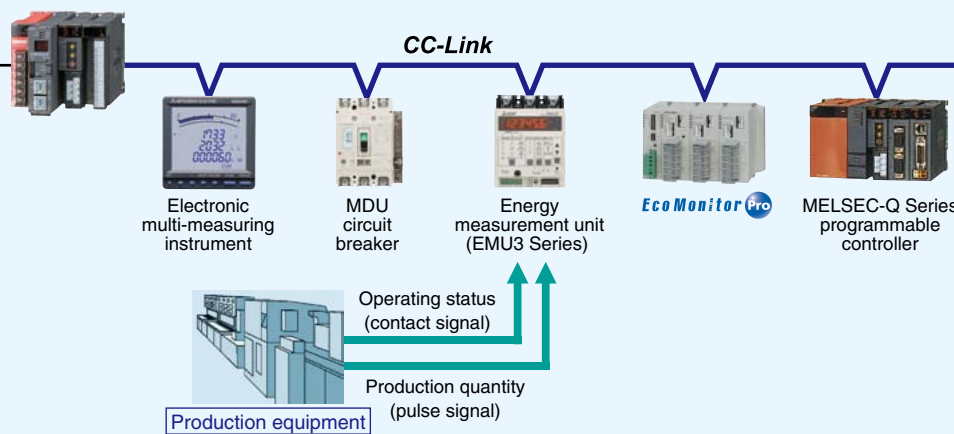 CC-Link
Electronic
multi-measuring
instrument
MDU
circuit
breaker
Energy
measurement unit
(EMU3 Series)
EcoMonitor Pro
MELSEC-Q Series
programmable
controller
Operating status
(contact signal)
Production quantity
(pulse signal)
Production equipment